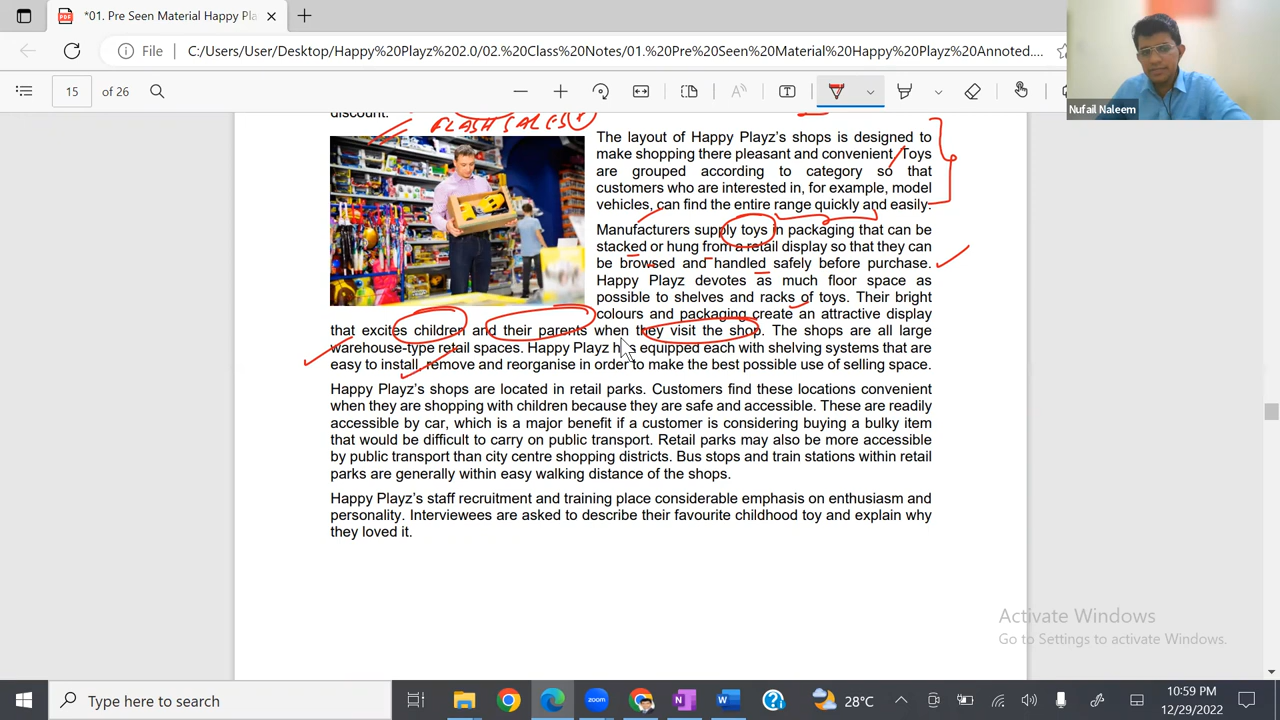 *01. Pre Seen Material Happy Pla
File
C:/Users/User/Desktop/Happy%20Playz%202.0/02.%20Class%20Notes/01.%20Pre%20Seen%20Material%20Happy%20Playz%20Annoted....
15 of 26
Nufail Naleem
discount.
FLASH SALES
The layout of Happy Playz's shops is designed to
make shopping there pleasant and convenient. Toys
are grouped according to category so that
customers who are interested in, for example, model
vehicles, can find the entire range quickly and easily.
Manufacturers supply toys in packaging that can be
stacked or hung from a retail display so that they can
be browsed and handled safely before purchase.
Happy Playz devotes as much floor space as
possible to shelves and racks of toys. Their bright
colours and packaging create an attractive display
that excites children and their parents when they visit the shop. The shops are all large
warehouse-type retail spaces. Happy Playz has equipped each with shelving systems that are
easy to install, remove and reorganise in order to make the best possible use of selling space.
Happy Playz's shops are located in retail parks. Customers find these locations convenient
when they are shopping with children because they are safe and accessible. These are readily
accessible by car, which is a major benefit if a customer is considering buying a bulky item
that would be difficult to carry on public transport. Retail parks may also be more accessible
by public transport than city centre shopping districts. Bus stops and train stations within retail
parks are generally within easy walking distance of the shops.
Happy Playz's staff recruitment and training place considerable emphasis on enthusiasm and
personality. Interviewees are asked to describe their favourite childhood toy and explain why
they loved it.
Activate Windows
Go to Settings to activate Windows.
Type here to search
zoom
28°C
10:59 PM
12/29/2022